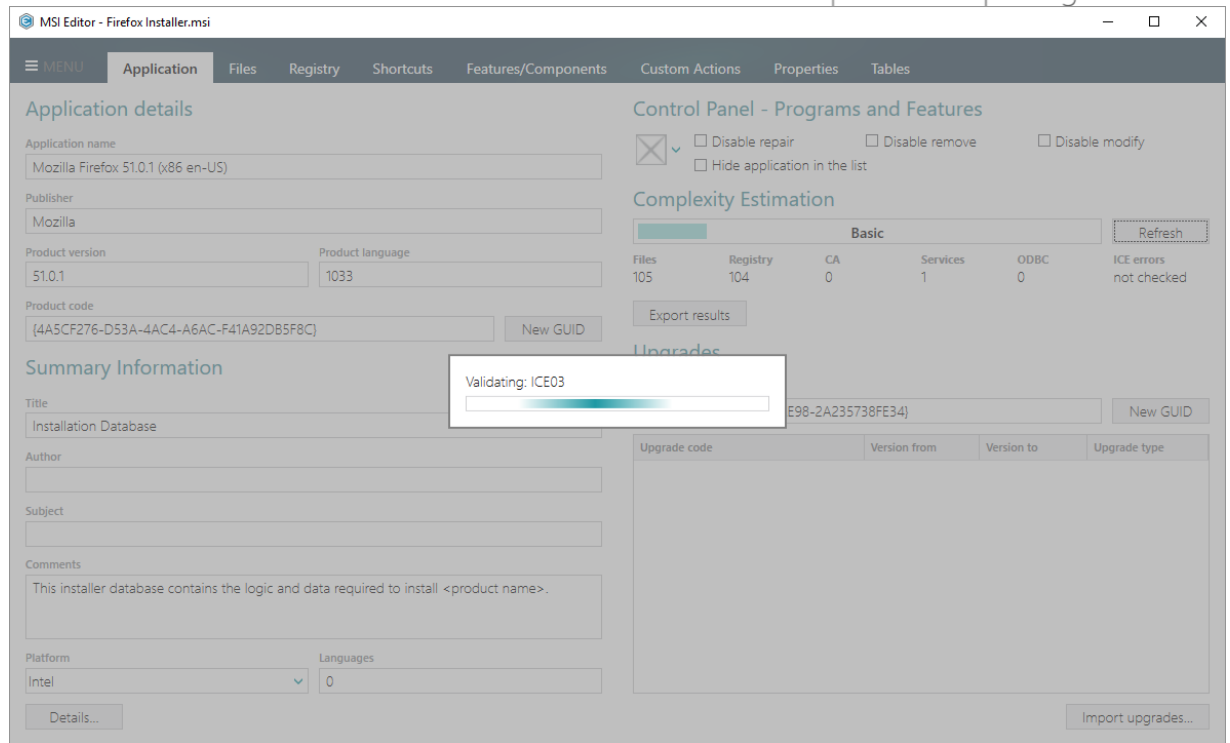 MSI Editor - Firefox Installer.msi
MENU Application Files Registry Shortcuts Features/Components Custom Actions Properties Tables
Application details
Application name
Mozilla Firefox 51.0.1 (x86 en-US)
Publisher
Mozilla
Product version Product language
51.0.1 1033
Product code
{4A5CF276-D53A-4AC4-A6AC-F41A92DB5F8C} New GUID
Summary Information
Title
Installation Database
Author
Subject
Comments
This installer database contains the logic and data required to install <product name>.
Platform Languages
Intel 0
Details...
Control Panel - Programs and Features
Disable repair Disable remove Disable modify
Hide application in the list
Complexity Estimation
Basic Refresh
Files Registry CA Services ODBC ICE errors
105 104 0 1 0 not checked
Export results
Upgrades
Validating: ICE03
E98-2A235738FE34} New GUID
Upgrade code Version from Version to Upgrade type
Import upgrades...